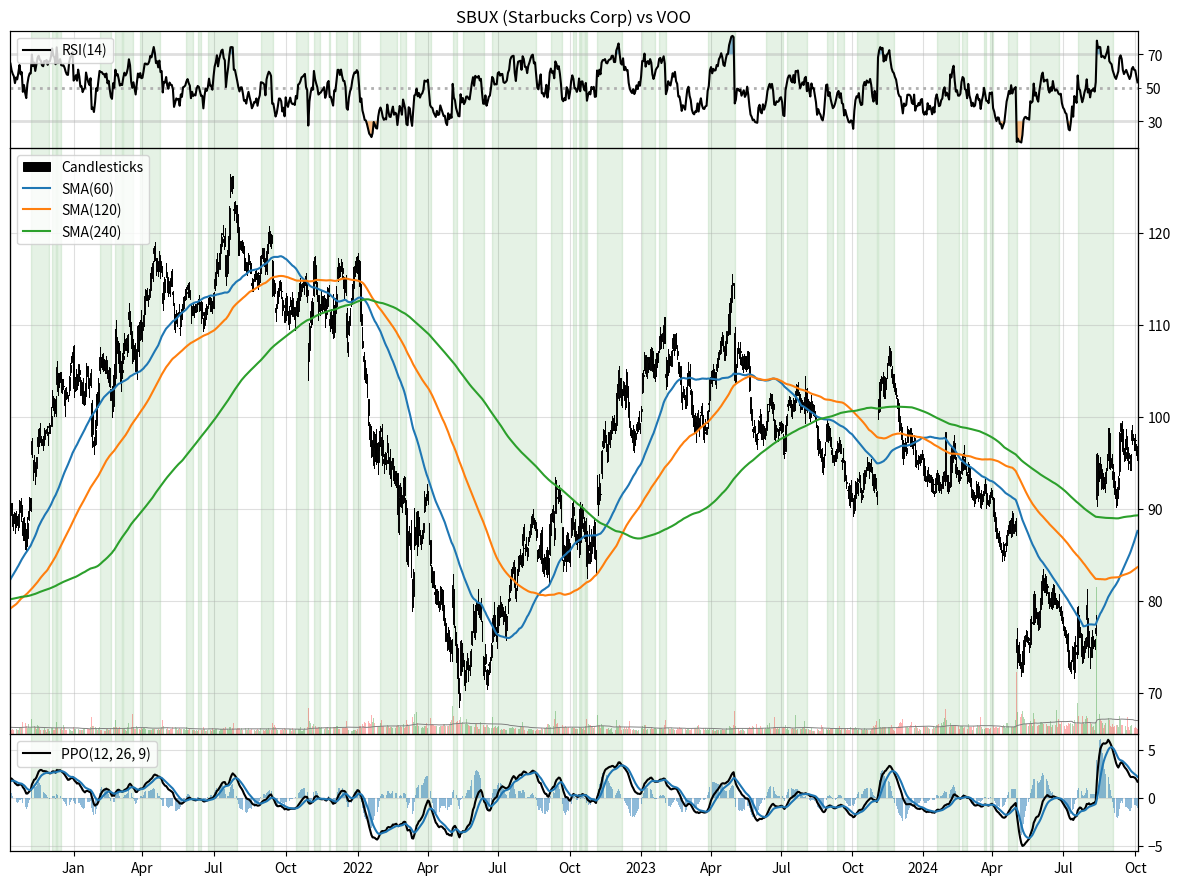 SBUX (Starbucks Corp) vs VOO
RSI(14)
70
50
30
Candlesticks
SMA(60)
SMA(120)
SMA(240)
120
110
100
90
80
70
PPO(12, 26, 9)
5
0
−5
Jan Apr Jul Oct 2022 Apr Jul Oct 2023 Apr Jul Oct 2024 Apr Jul Oct